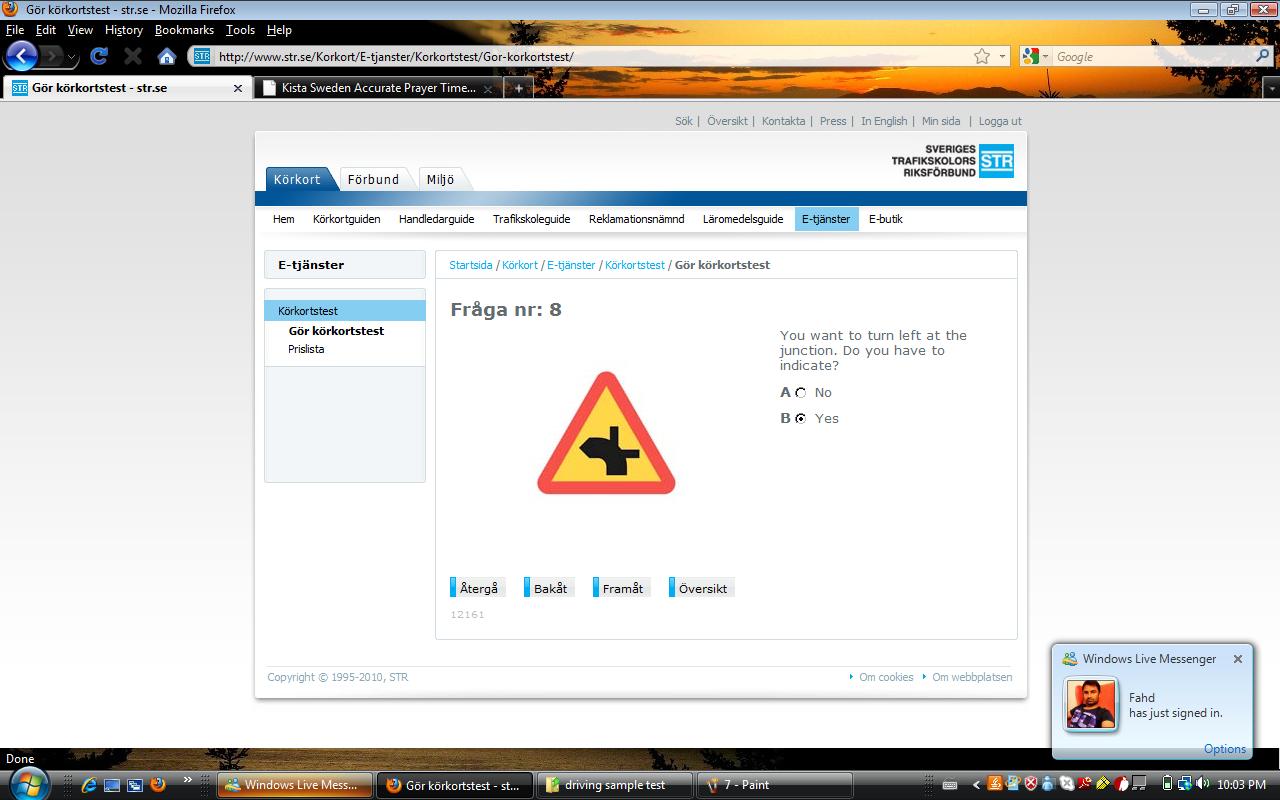 Gör körkortstest - str.se - Mozilla Firefox
File Edit View History Bookmarks Tools Help
STR http://www.str.se/Korkort/E-tjanster/Korkortstest/Gor-korkortstest/ Google
STR Gör körkortstest - str.se Kista Sweden Accurate Prayer Time...
Sök | Översikt | Kontakta | Press | In English | Min sida | Logga ut
SVERIGES
TRAFIKSKOLORS STR
RIKSFÖRBUND
Körkort Förbund Miljö
Hem Körkortguiden Handledarguide Trafikskoleguide Reklamationsnämnd Läromedelsguide E-tjänster E-butik
E-tjänster
Körkortstest
Gör körkortstest
Prislista
Startsida / Körkort / E-tjänster / Körkortstest / Gör körkortstest
Fråga nr: 8
You want to turn left at the
junction. Do you have to
indicate?
A No
B Yes
Återgå Bakåt Framåt Översikt
12161
Copyright © 1995-2010, STR
Om cookies Om webbplatsen
Windows Live Messenger
Fahd
has just signed in.
Options
Done
Windows Live Mess... Gör körkortstest - st... driving sample test 7 - Paint 10:03 PM